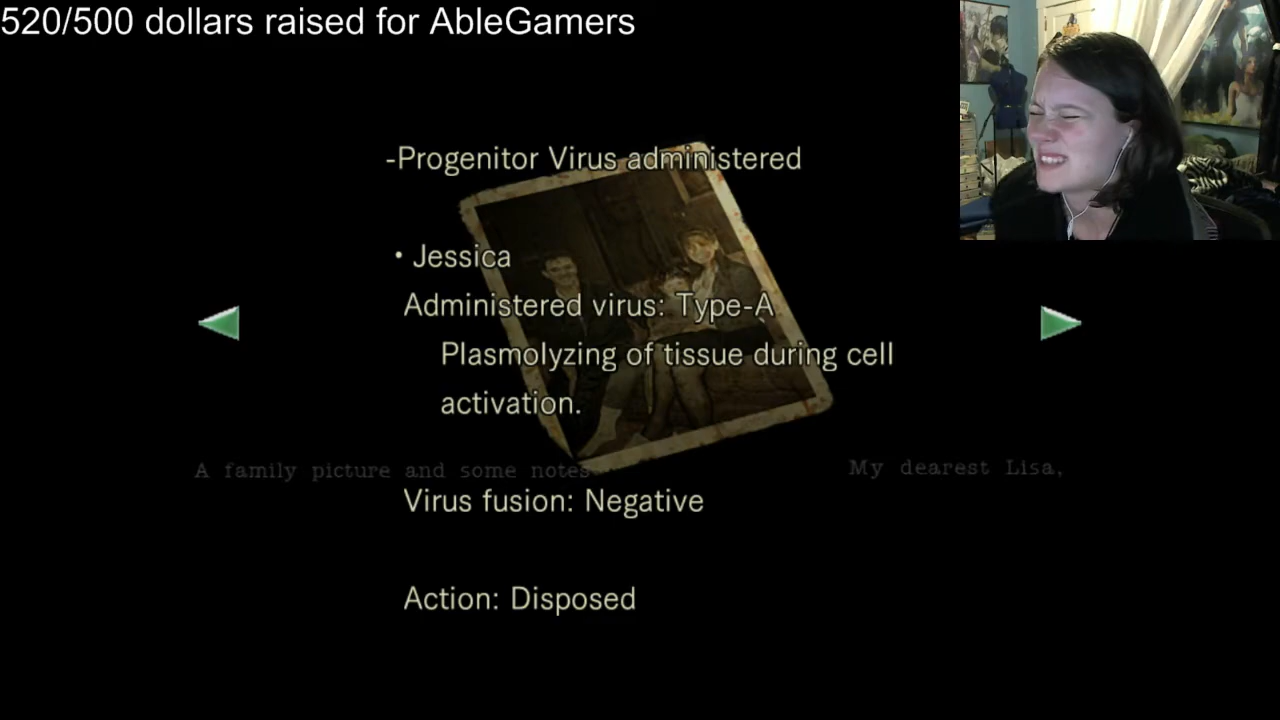 520/500 dollars raised for AbleGamers
-Progenitor Virus administered
• Jessica
Administered virus: Type-A
Plasmolyzing of tissue during cell
activation.
A family picture and some notes
My dearest Lisa,
Virus fusion: Negative
Action: Disposed